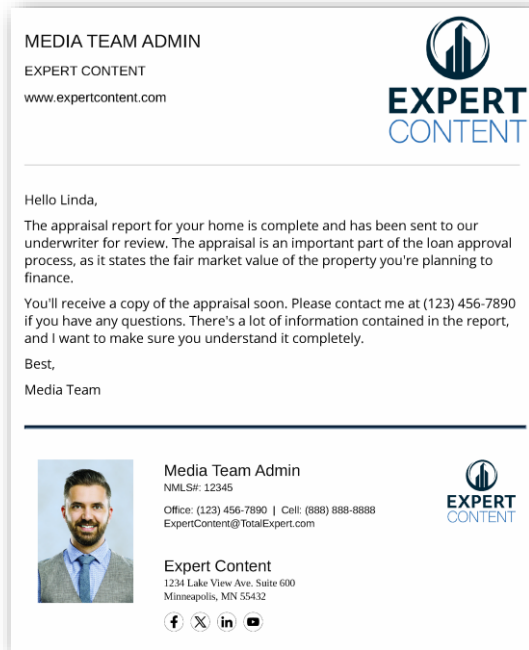 MEDIA TEAM ADMIN
EXPERT CONTENT
www.expertcontent.com
EXPERT
CONTENT
Hello Linda,
The appraisal report for your home is complete and has been sent to our
underwriter for review. The appraisal is an important part of the loan approval
process, as it states the fair market value of the property you're planning to
finance.
You'll receive a copy of the appraisal soon. Please contact me at (123) 456-7890
if you have any questions. There's a lot of information contained in the report,
and I want to make sure you understand it completely.
Best,
Media Team
Media Team Admin
NMLS#: 12345
Office: (123) 456-7890 | Cell: (888) 888-8888
ExpertContent@TotalExpert.com
EXPERT
CONTENT
Expert Content
1234 Lake View Ave. Suite 600
Minneapolis, MN 55432